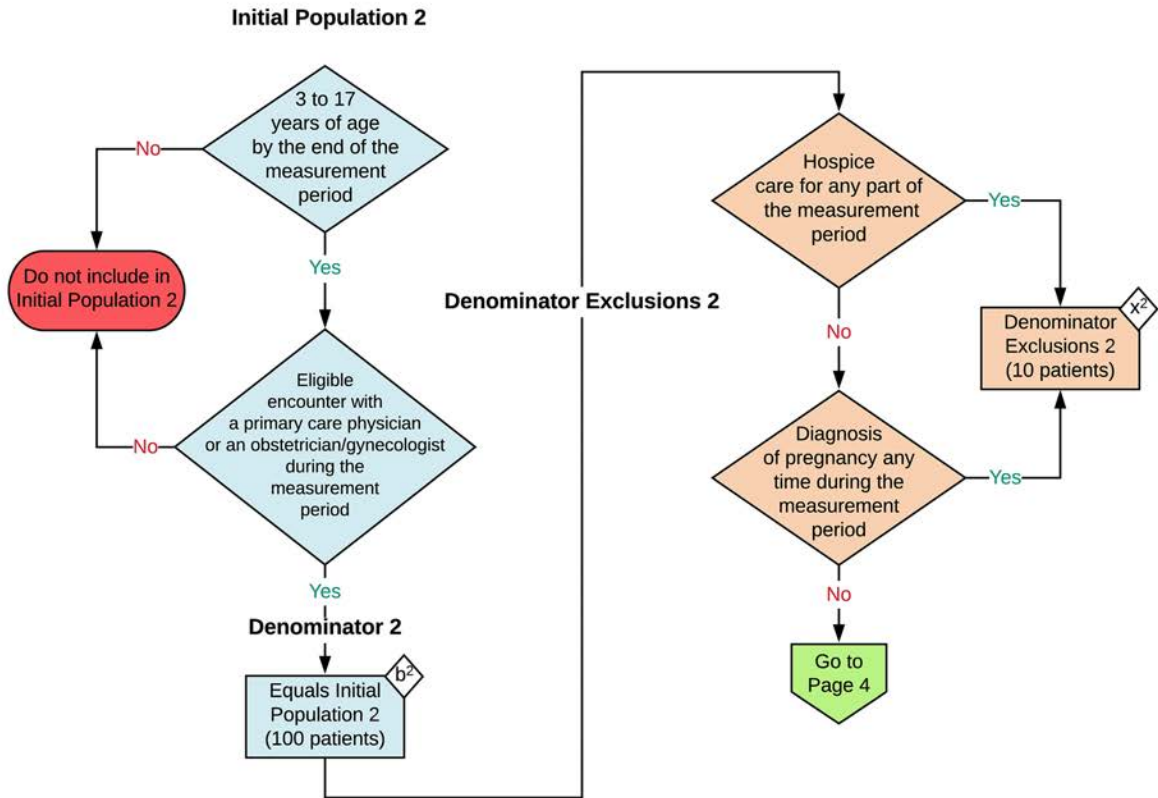 Initial Population 2
3 to 17
years of age
by the end of the
measurement
period
No
Yes
Do not include in
Initial Population 2
Eligible
encounter with
a primary care physician
or an obstetrician/gynecologist
during the
measurement
period
No
Yes
Denominator 2
b²
Equals Initial
Population 2
(100 patients)
Denominator Exclusions 2
Hospice
care for any part of
the measurement
period
Yes
No
x²
Denominator
Exclusions 2
(10 patients)
Diagnosis
of pregnancy any
time during the
measurement
period
Yes
No
Go to
Page 4